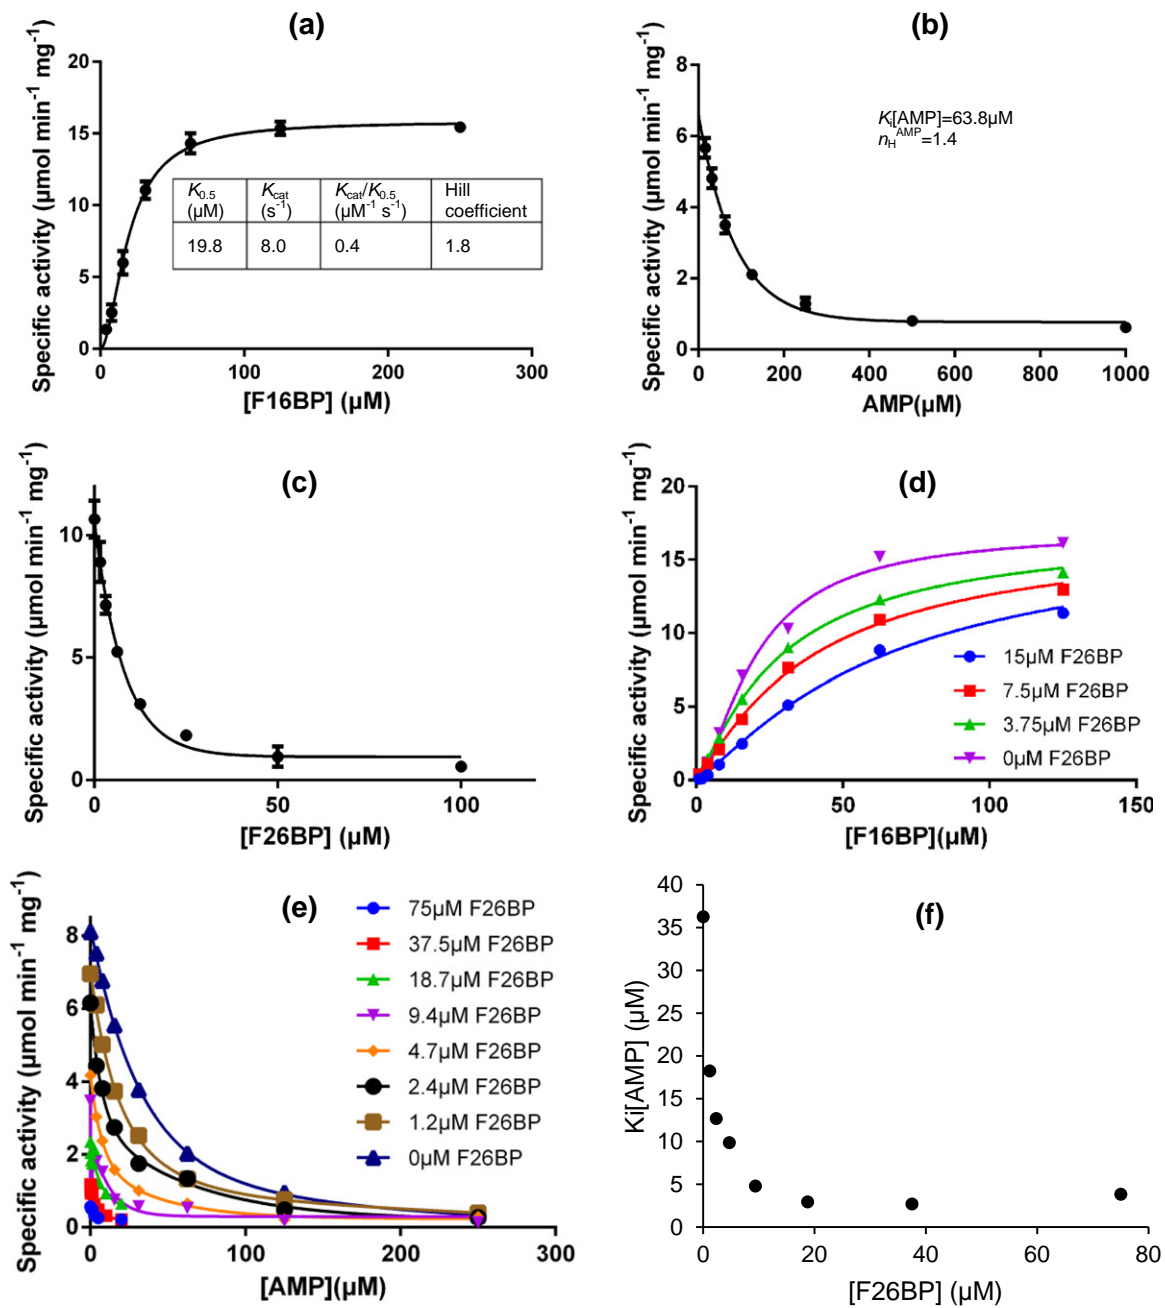 (a)
Specific activity (µmol min⁻¹ mg⁻¹)
20
15
10
5
0
0 100 200 300
[F16BP] (µM)
K0.5 (µM) Kcat (s⁻¹) Kcat/K0.5 (µM⁻¹ s⁻¹) Hill coefficient
19.8 8.0 0.4 1.8
(b)
Specific activity (µmol min⁻¹ mg⁻¹)
8
6
4
2
0
0 200 400 600 800 1000
AMP(µM)
Ki[AMP]=63.8µM
nH^AMP=1.4
(c)
Specific activity (µmol min⁻¹ mg⁻¹)
10
5
0
0 50 100
[F26BP] (µM)
(d)
Specific activity (µmol min⁻¹ mg⁻¹)
20
15
10
5
0
0 50 100 150
[F16BP](µM)
15µM F26BP
7.5µM F26BP
3.75µM F26BP
0µM F26BP
(e)
Specific activity (µmol min⁻¹ mg⁻¹)
8
6
4
2
0
0 100 200 300
[AMP](µM)
75µM F26BP
37.5µM F26BP
18.7µM F26BP
9.4µM F26BP
4.7µM F26BP
2.4µM F26BP
1.2µM F26BP
0µM F26BP
(f)
Ki[AMP] (µM)
40
35
30
25
20
15
10
5
0
0 20 40 60 80
[F26BP] (µM)